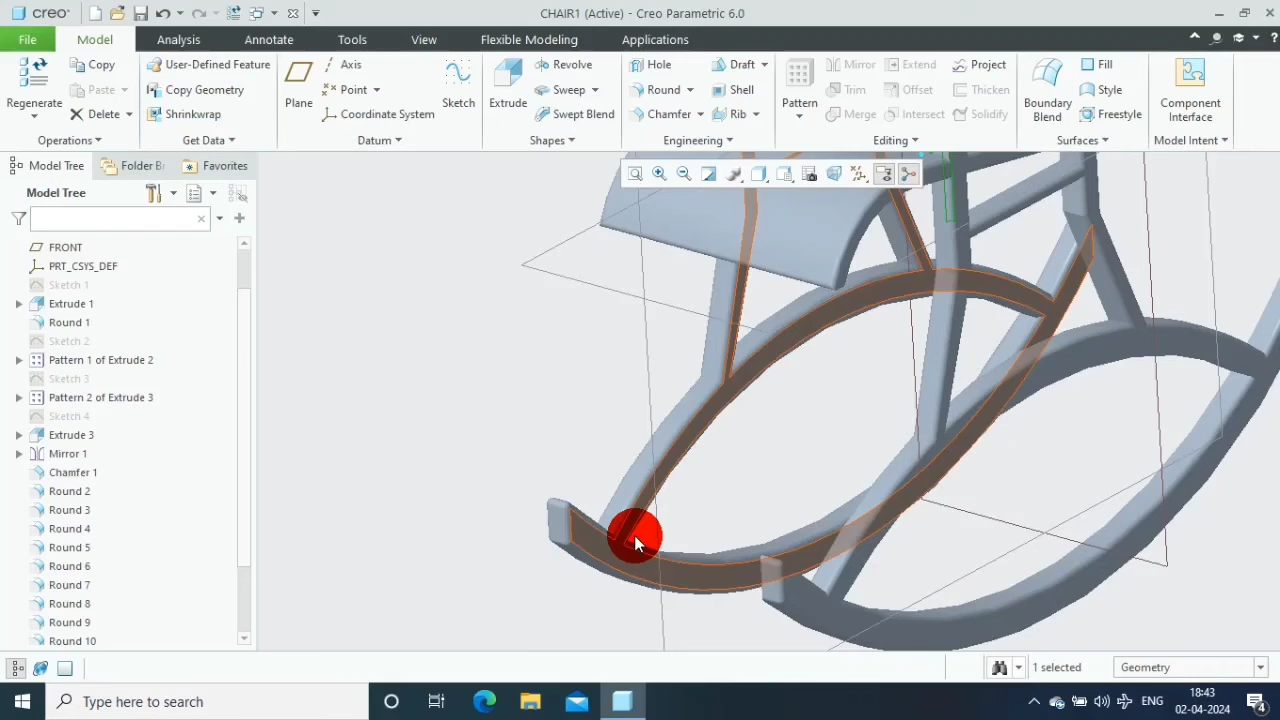 creo
CHAIR1 (Active) - Creo Parametric 6.0
File
Model
Analysis
Annotate
Tools
View
Flexible Modeling
Applications
Regenerate
Copy
Paste
Delete
Operations
User-Defined Feature
Copy Geometry
Shrinkwrap
Get Data
Plane
Axis
Point
Coordinate System
Sketch
Datum
Extrude
Revolve
Sweep
Swept Blend
Shapes
Hole
Round
Chamfer
Draft
Shell
Rib
Engineering
Pattern
Mirror
Trim
Merge
Extend
Offset
Intersect
Project
Thicken
Solidify
Editing
Boundary
Blend
Fill
Style
Freestyle
Surfaces
Component
Interface
Model Intent
Model Tree
Folder Br
Favorites
Model Tree
FRONT
PRT_CSYS_DEF
Sketch 1
Extrude 1
Round 1
Sketch 2
Pattern 1 of Extrude 2
Sketch 3
Pattern 2 of Extrude 3
Sketch 4
Extrude 3
Mirror 1
Chamfer 1
Round 2
Round 3
Round 4
Round 5
Round 6
Round 7
Round 8
Round 9
Round 10
1 selected
Geometry
Type here to search
ENG
18:43
02-04-2024
4